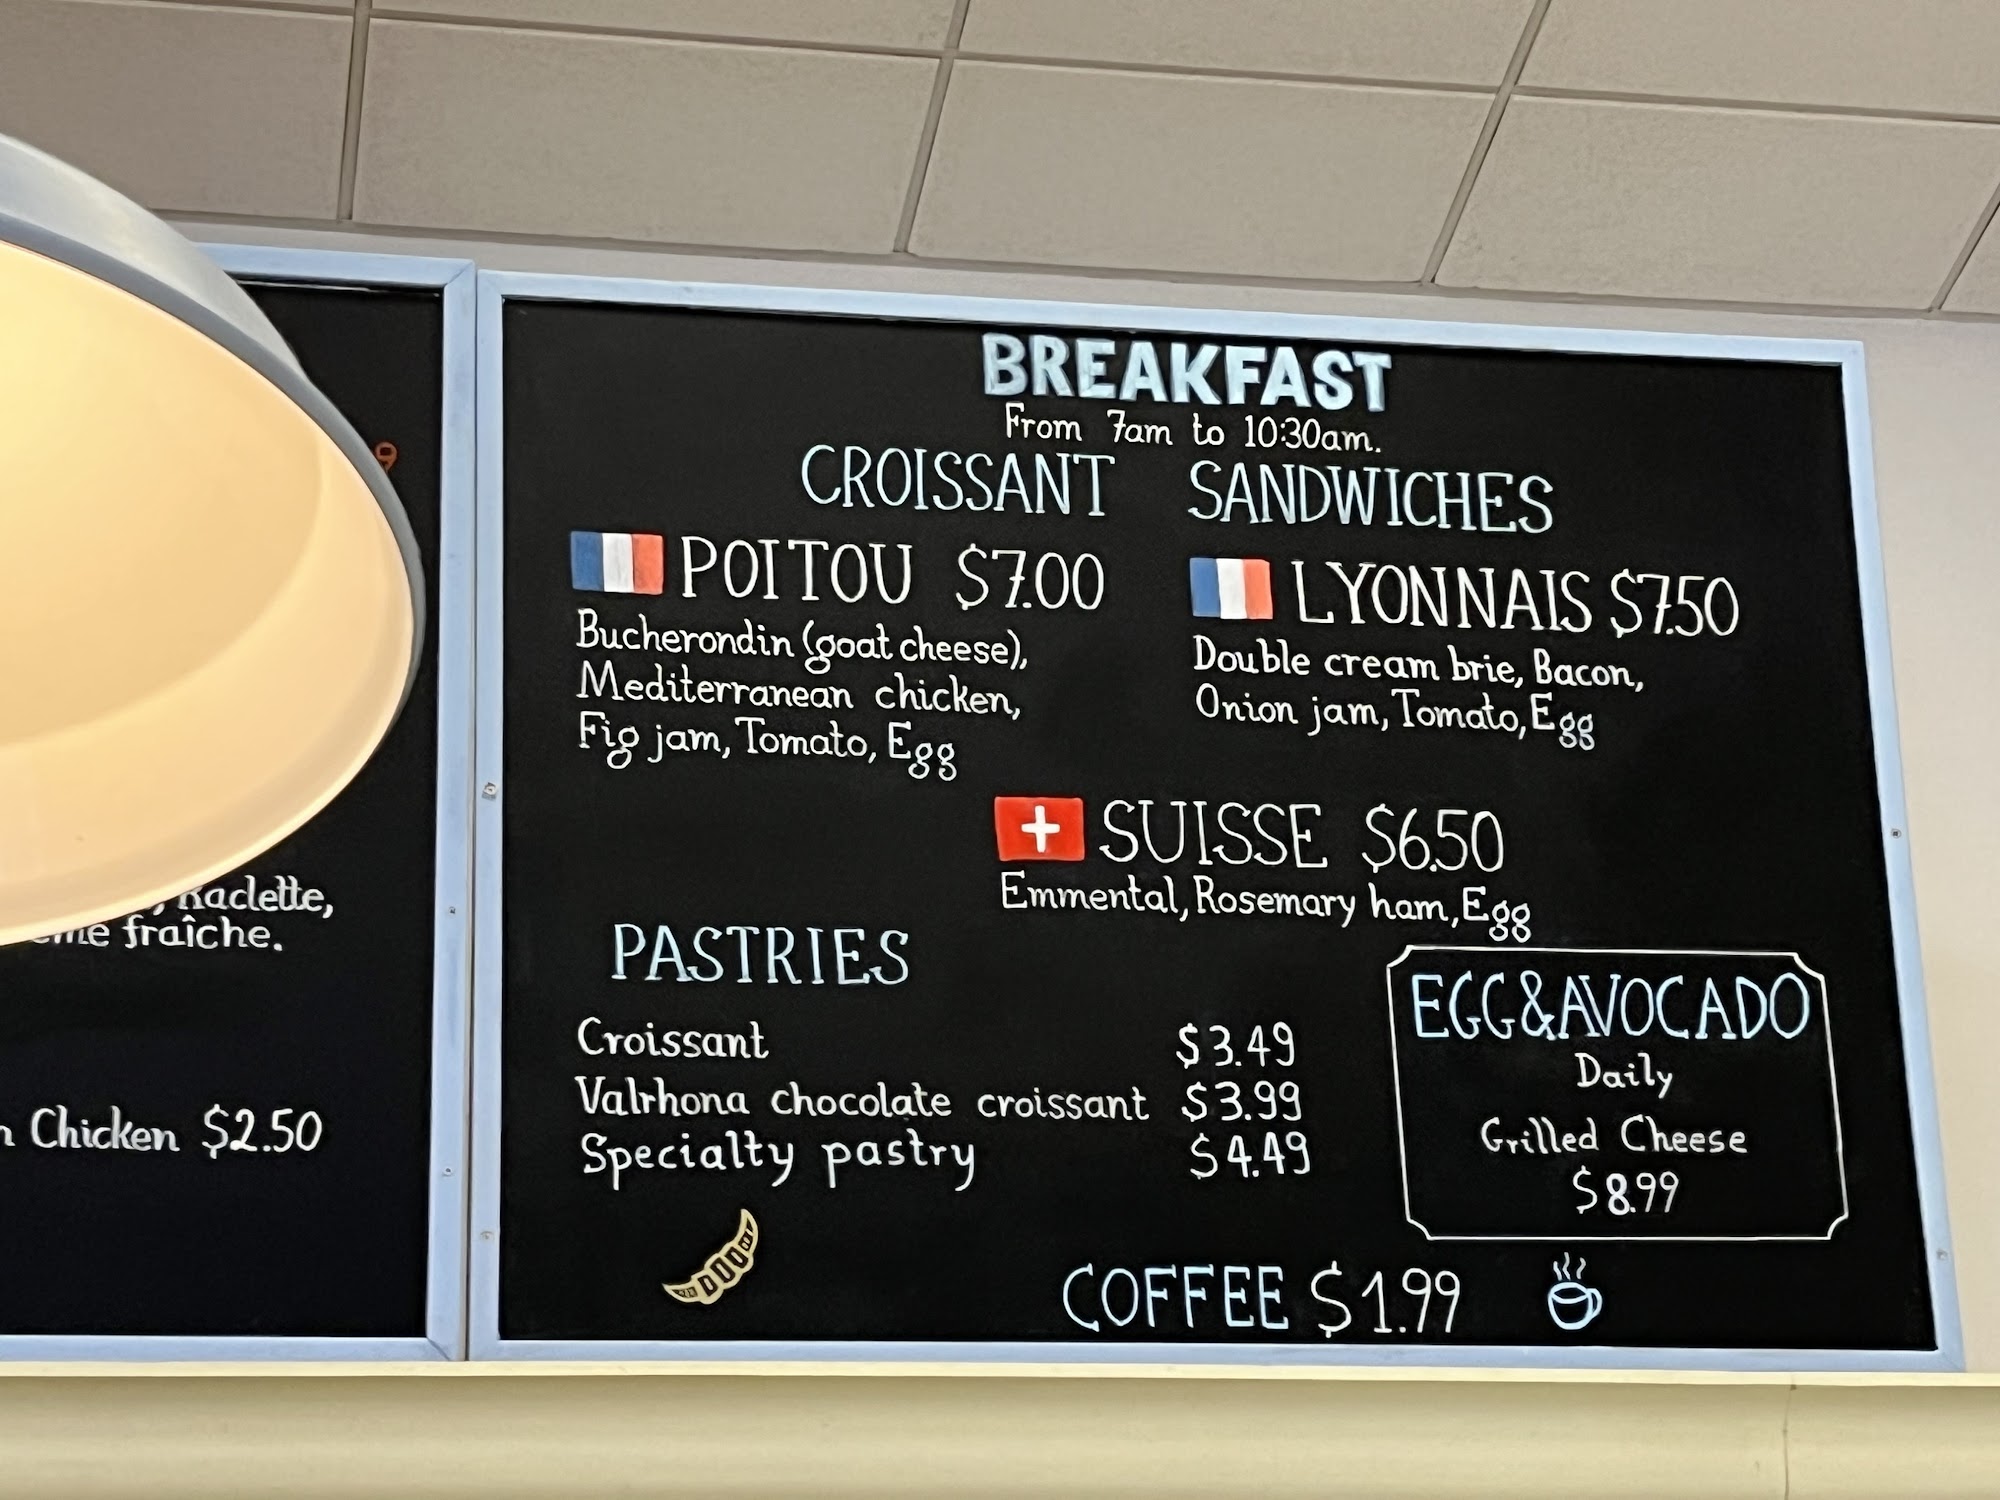 Raclette,
fraîche.
Chicken $2.50
BREAKFAST
From 7am to 10:30am.
CROISSANT SANDWICHES
POITOU $7.00
Bucherondin (goat cheese),
Mediterranean chicken,
Fig jam, Tomato, Egg
LYONNAIS $7.50
Double cream brie, Bacon,
Onion jam, Tomato, Egg
SUISSE $6.50
Emmental, Rosemary ham, Egg
PASTRIES
Croissant $3.49
Valrhona chocolate croissant $3.99
Specialty pastry $4.49
EGG&AVOCADO
Daily
Grilled Cheese
$8.99
COFFEE $1.99